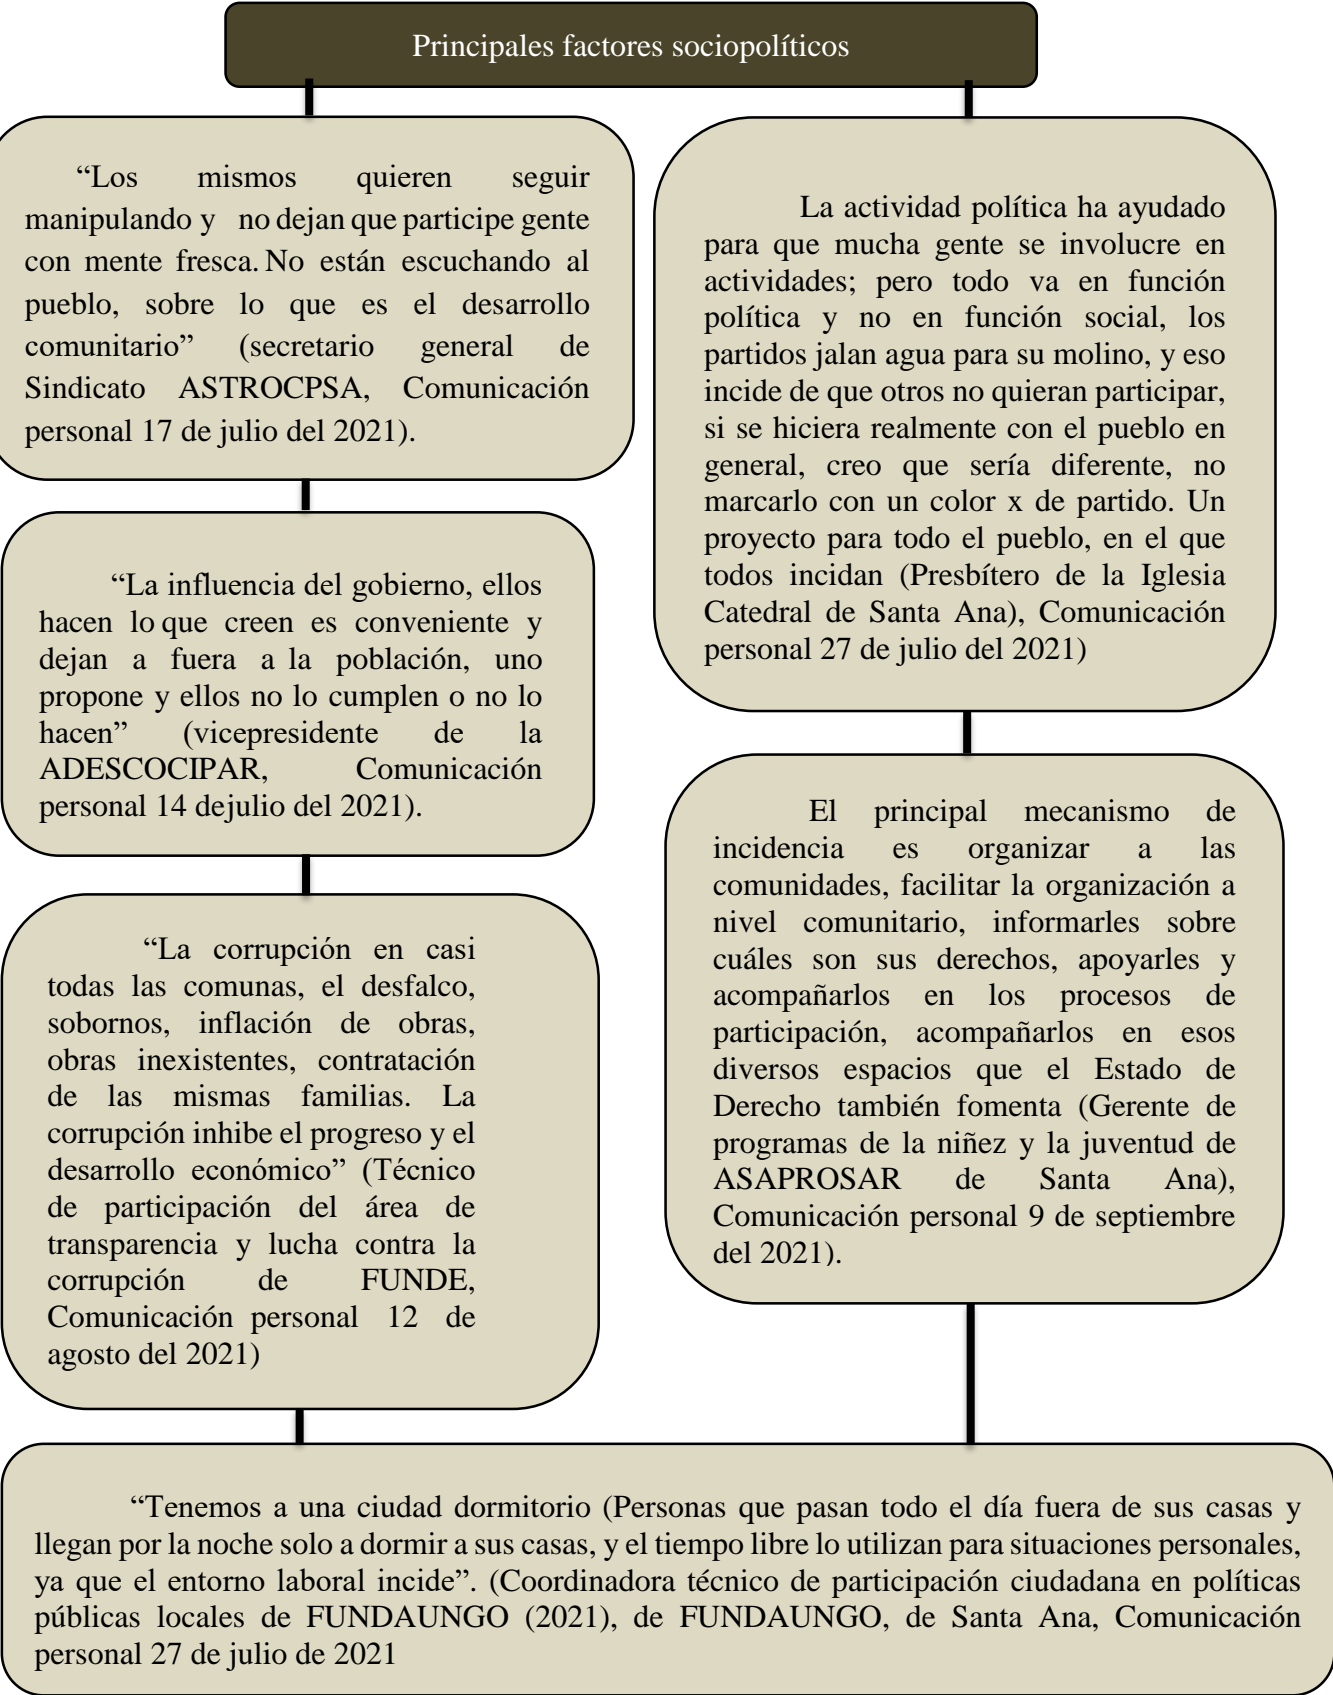 Principales factores sociopolíticos
“Los mismos quieren seguir
manipulando y no dejan que participe gente
con mente fresca. No están escuchando al
pueblo, sobre lo que es el desarrollo
comunitario” (secretario general de
Sindicato ASTROCPSA, Comunicación
personal 17 de julio del 2021).
“La influencia del gobierno, ellos
hacen lo que creen es conveniente y
dejan a fuera a la población, uno
propone y ellos no lo cumplen o no lo
hacen” (vicepresidente de la
ADESCOCIPAR, Comunicación
personal 14 dejulio del 2021).
“La corrupción en casi
todas las comunas, el desfalco,
sobornos, inflación de obras,
obras inexistentes, contratación
de las mismas familias. La
corrupción inhibe el progreso y el
desarrollo económico” (Técnico
de participación del área de
transparencia y lucha contra la
corrupción de FUNDE,
Comunicación personal 12 de
agosto del 2021)
La actividad política ha ayudado
para que mucha gente se involucre en
actividades; pero todo va en función
política y no en función social, los
partidos jalan agua para su molino, y eso
incide de que otros no quieran participar,
si se hiciera realmente con el pueblo en
general, creo que sería diferente, no
marcarlo con un color x de partido. Un
proyecto para todo el pueblo, en el que
todos incidan (Presbítero de la Iglesia
Catedral de Santa Ana), Comunicación
personal 27 de julio del 2021)
El principal mecanismo de
incidencia es organizar a las
comunidades, facilitar la organización a
nivel comunitario, informarles sobre
cuáles son sus derechos, apoyarles y
acompañarlos en los procesos de
participación, acompañarlos en esos
diversos espacios que el Estado de
Derecho también fomenta (Gerente de
programas de la niñez y la juventud de
ASAPROSAR de Santa Ana),
Comunicación personal 9 de septiembre
del 2021).
“Tenemos a una ciudad dormitorio (Personas que pasan todo el día fuera de sus casas y
llegan por la noche solo a dormir a sus casas, y el tiempo libre lo utilizan para situaciones personales,
ya que el entorno laboral incide”. (Coordinadora técnico de participación ciudadana en políticas
públicas locales de FUNDAUNGO (2021), de FUNDAUNGO, de Santa Ana, Comunicación
personal 27 de julio de 2021